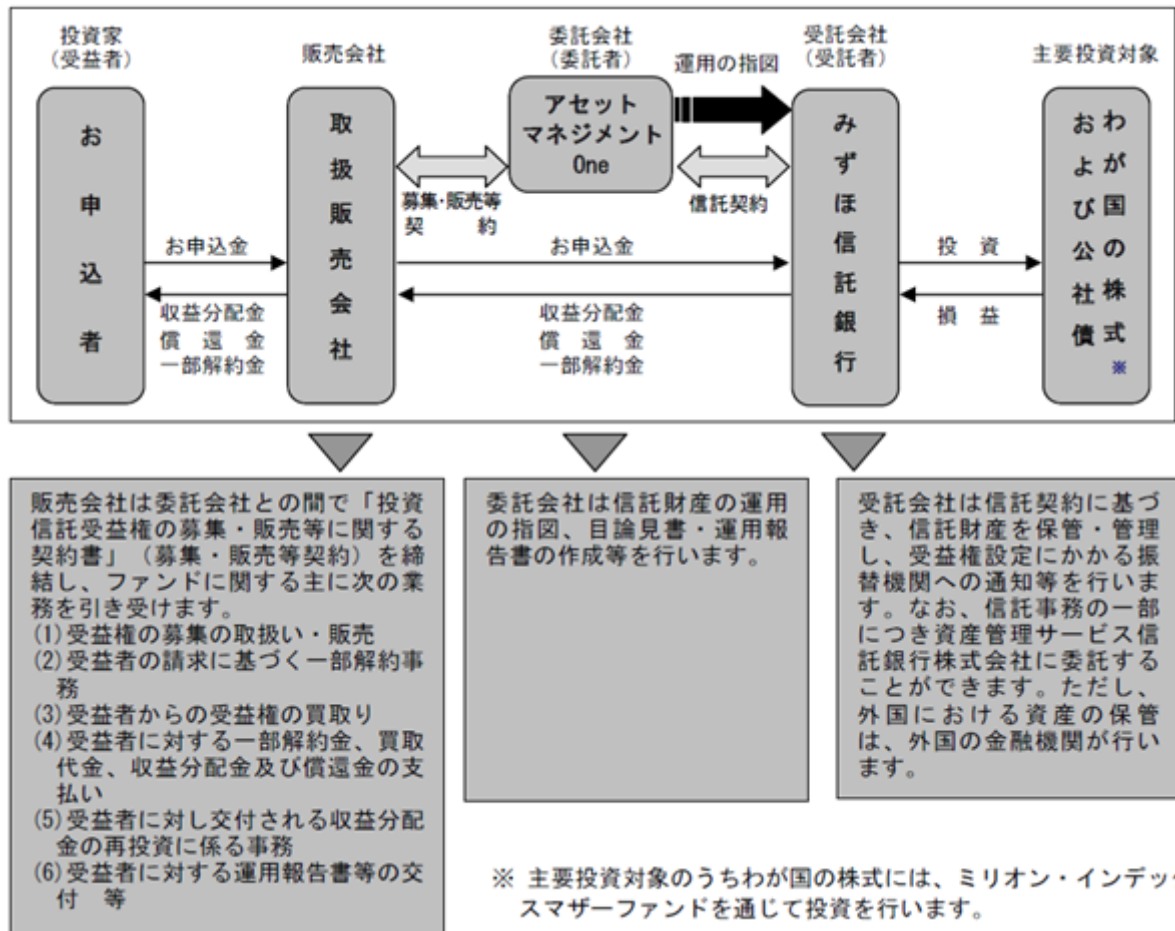 投資家
(受益者)
販売会社
委託会社
(委託者)
運用の指図
受託会社
(受託者)
主要投資対象
お申込者
取扱販売会社
アセット
マネジメント
One
みずほ信託銀行
わが国の株式
および公社債
※
募集・販売等
契 約
信託契約
お申込金
収益分配金
償 還 金
一部解約金
お申込金
収益分配金
償 還 金
一部解約金
投 資
損 益
販売会社は委託会社との間で「投資
信託受益権の募集・販売等に関する
契約書」（募集・販売等契約）を締
結し、ファンドに関する主に次の業
務を引き受けます。
(1)受益権の募集の取扱い・販売
(2)受益者の請求に基づく一部解約事
務
(3)受益者からの受益権の買取り
(4)受益者に対する一部解約金、買取
代金、収益分配金及び償還金の支
払い
(5)受益者に対し交付される収益分配
金の再投資に係る事務
(6)受益者に対する運用報告書等の交
付 等
委託会社は信託財産の運用
の指図、目論見書・運用報
告書の作成等を行います。
受託会社は信託契約に基づ
き、信託財産を保管・管理
し、受益権設定にかかる振
替機関への通知等を行いま
す。なお、信託事務の一部
につき資産管理サービス信
託銀行株式会社に委託する
ことができます。ただし、
外国における資産の保管
は、外国の金融機関が行い
ます。
※ 主要投資対象のうちわが国の株式には、ミリオン・インデッ
スマザーファンドを通じて投資を行います。